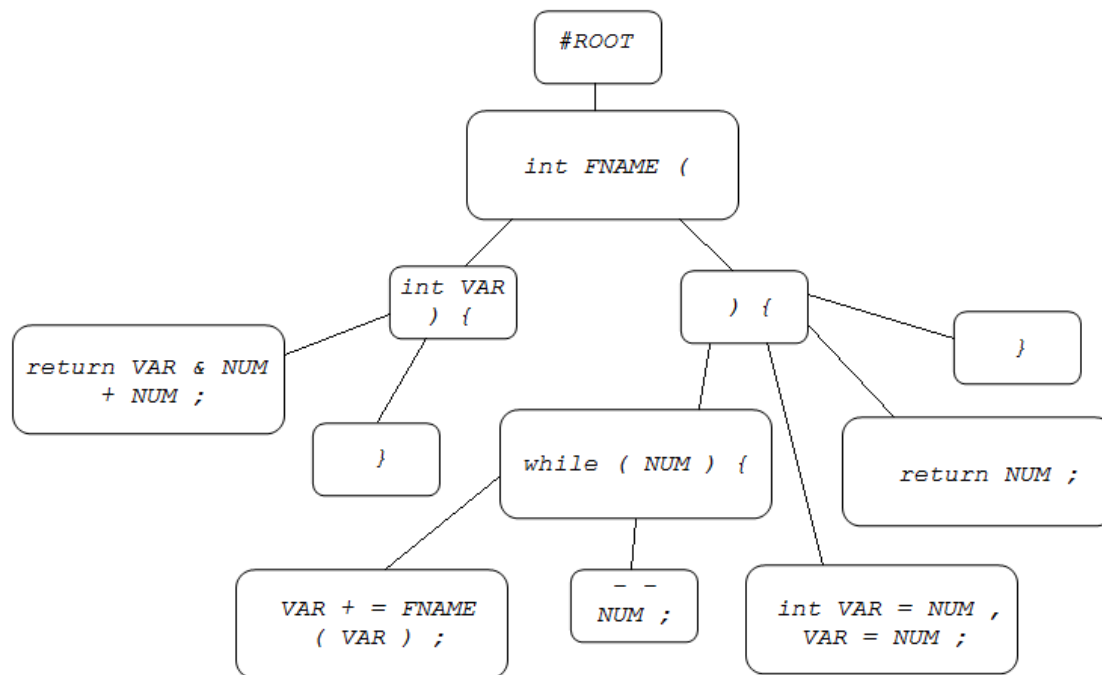 #ROOT
int FNAME (
int VAR
) {
) {
return VAR & NUM
+ NUM ;
}
}
while ( NUM ) {
return NUM ;
VAR + = FNAME
( VAR ) ;
- -
NUM ;
int VAR = NUM ,
VAR = NUM ;